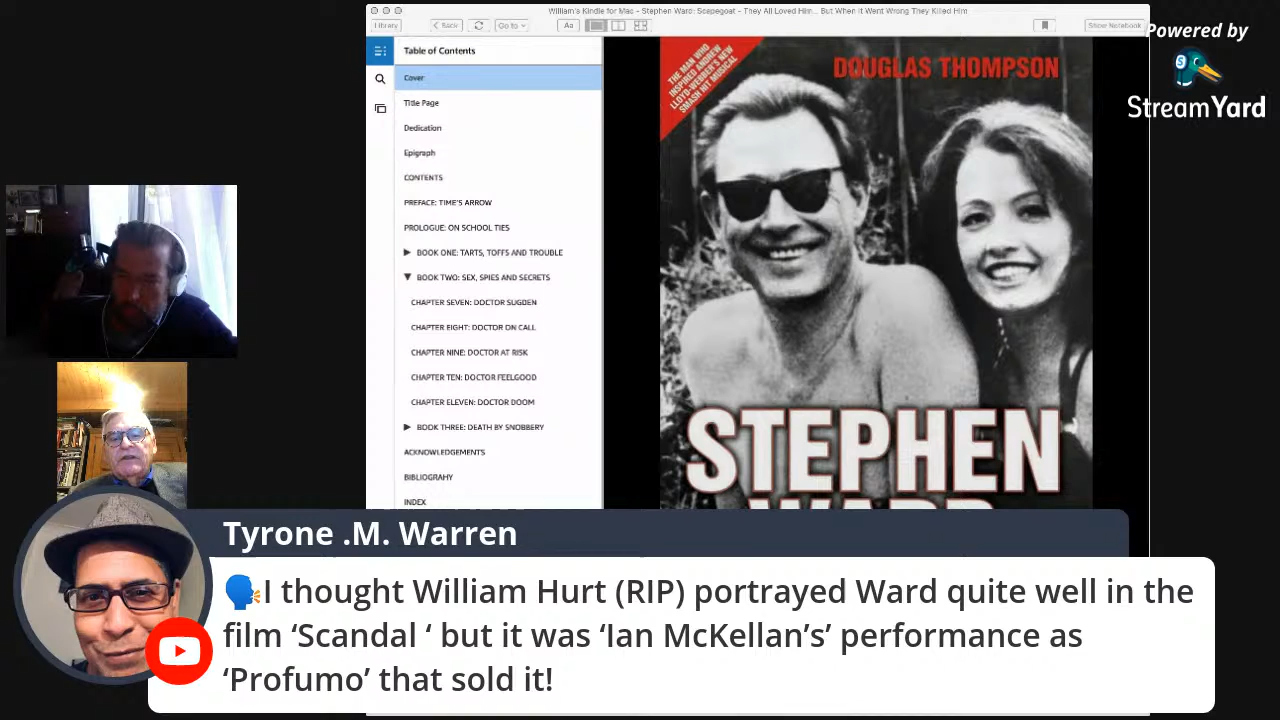 William's Kindle for Mac - Stephen Ward: Scapegoat - They All Loved Him... But When It Went Wrong They Killed Him
Library
Back
Go to
Aa
Show Notebook
Powered by
StreamYard
Table of Contents
Cover
Title Page
Dedication
Epigraph
CONTENTS
PREFACE: TIME'S ARROW
PROLOGUE: ON SCHOOL TIES
BOOK ONE: TARTS, TOFFS AND TROUBLE
BOOK TWO: SEX, SPIES AND SECRETS
CHAPTER SEVEN: DOCTOR SUGDEN
CHAPTER EIGHT: DOCTOR ON CALL
CHAPTER NINE: DOCTOR AT RISK
CHAPTER TEN: DOCTOR FEELGOOD
CHAPTER ELEVEN: DOCTOR DOOM
BOOK THREE: DEATH BY SNOBBERY
ACKNOWLEDGEMENTS
BIBLIOGRAHY
INDEX
THE MAN WHO
INSPIRED ANDREW
LLOYD-WEBBER'S NEW
SMASH HIT MUSICAL
DOUGLAS THOMPSON
STEPHEN
WARD
Tyrone .M. Warren
🗣️I thought William Hurt (RIP) portrayed Ward quite well in the
film ‘Scandal ‘ but it was ‘Ian McKellan’s’ performance as
‘Profumo’ that sold it!